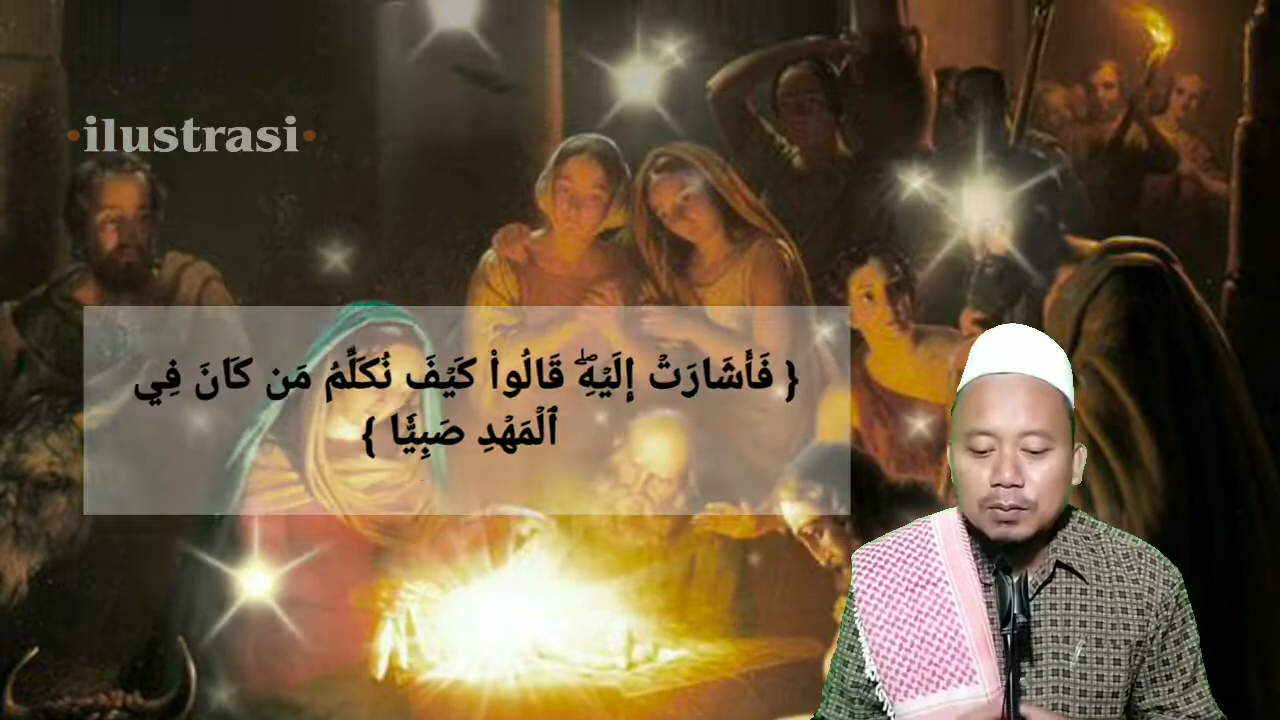 •ilustrasi•
{ فَأَشَارَتْ إِلَيْهِۖ قَالُوا۟ كَيْفَ نُكَلِّمُ مَن كَانَ فِي
ٱلْمَهْدِ صَبِيًّا }